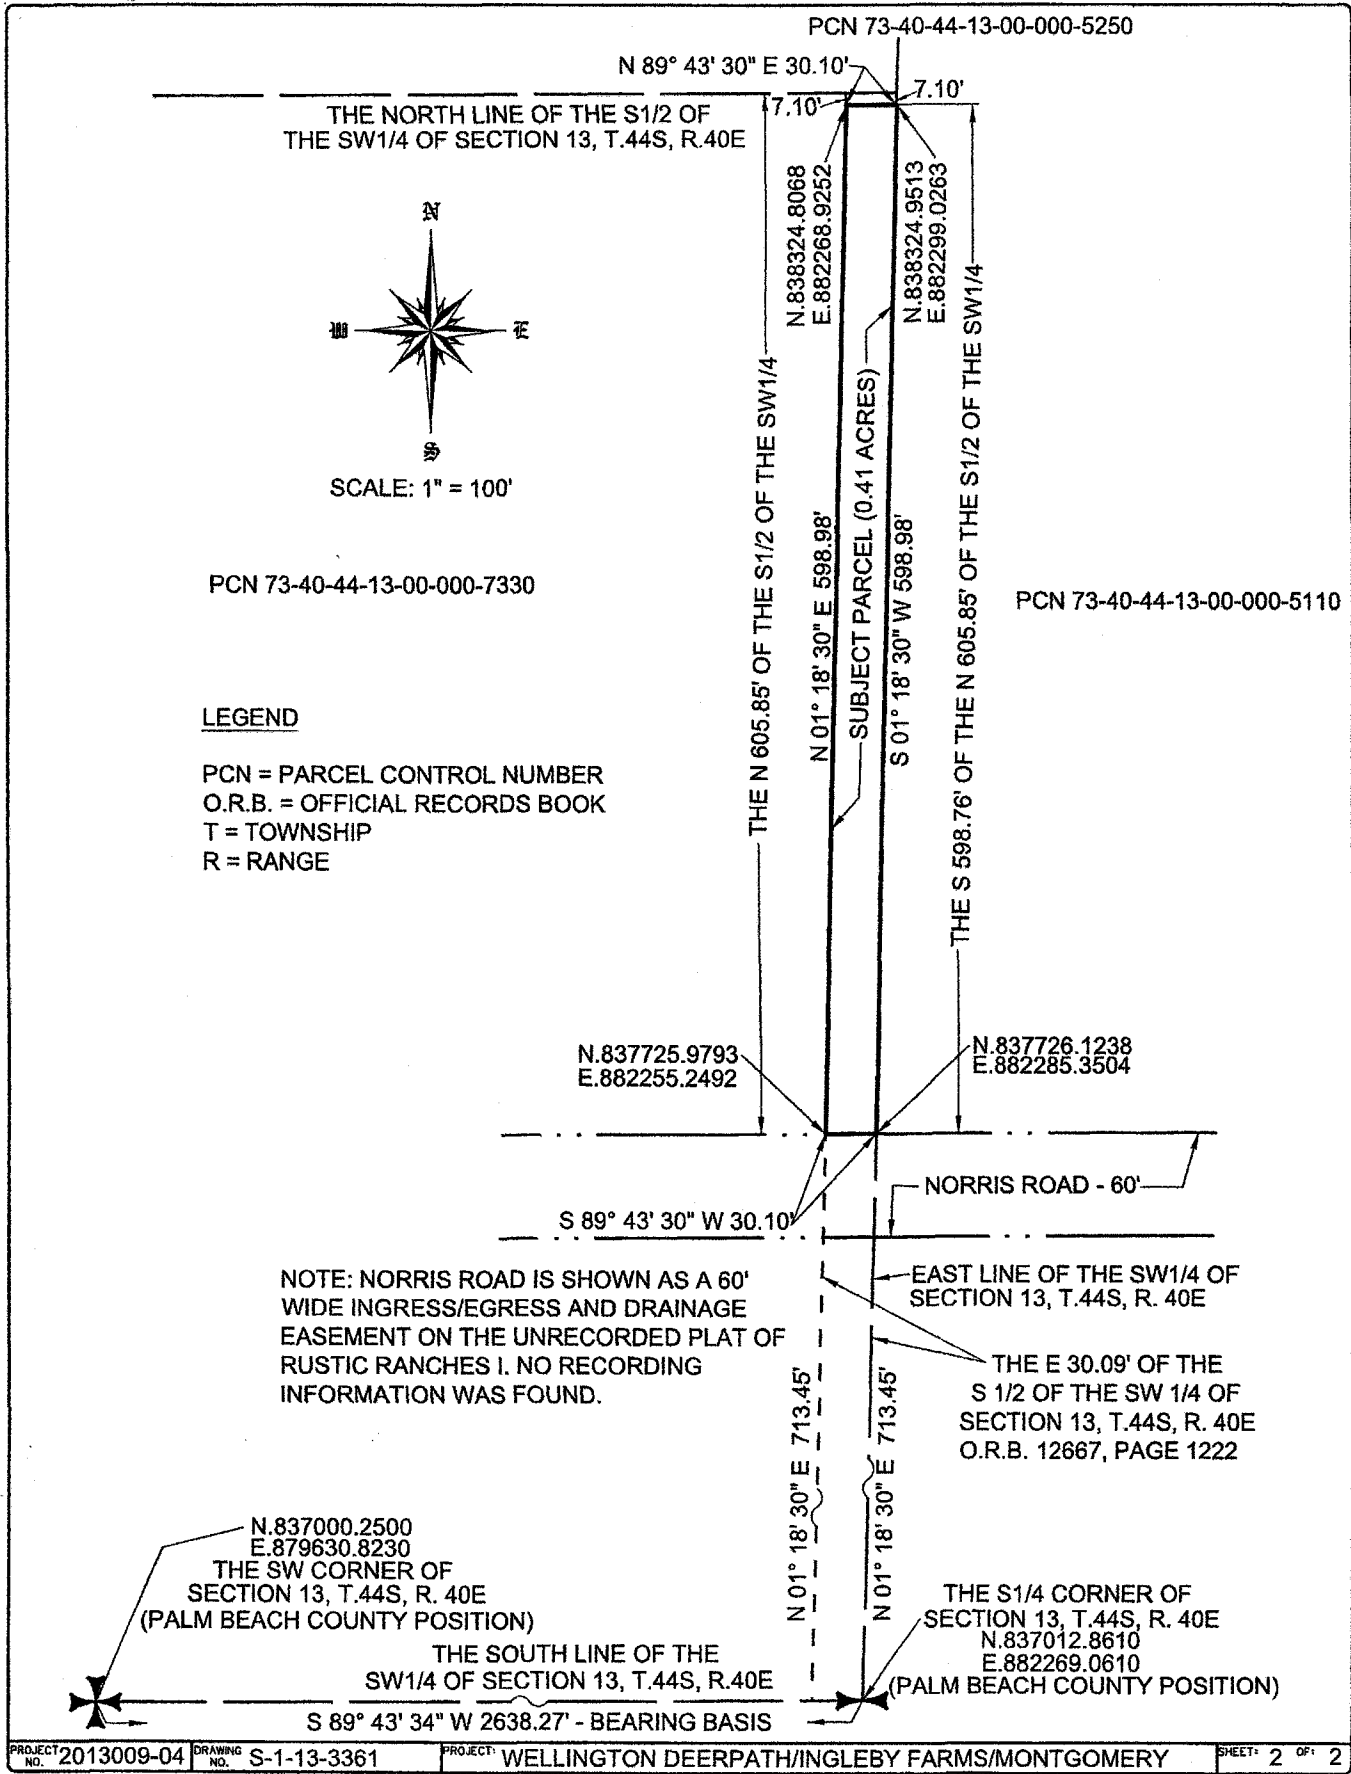 PCN 73-40-44-13-00-000-5250
N 89° 43' 30" E 30.10'
7.10'
7.10'
THE NORTH LINE OF THE S1/2 OF
THE SW1/4 OF SECTION 13, T.44S, R.40E
N.838324.8068
E.882268.9252
N.838324.9513
E.882299.0263
N
W
E
S
SCALE: 1" = 100'
THE N 605.85' OF THE S1/2 OF THE SW1/4
N 01° 18' 30" E 598.98'
SUBJECT PARCEL (0.41 ACRES)
S 01° 18' 30" W 598.98'
THE S 598.76' OF THE N 605.85' OF THE S1/2 OF THE SW1/4
PCN 73-40-44-13-00-000-7330
PCN 73-40-44-13-00-000-5110
LEGEND
PCN = PARCEL CONTROL NUMBER
O.R.B. = OFFICIAL RECORDS BOOK
T = TOWNSHIP
R = RANGE
N.837725.9793
E.882255.2492
N.837726.1238
E.882285.3504
NORRIS ROAD - 60'
S 89° 43' 30" W 30.10'
NOTE: NORRIS ROAD IS SHOWN AS A 60'
WIDE INGRESS/EGRESS AND DRAINAGE
EASEMENT ON THE UNRECORDED PLAT OF
RUSTIC RANCHES I. NO RECORDING
INFORMATION WAS FOUND.
EAST LINE OF THE SW1/4 OF
SECTION 13, T.44S, R. 40E
THE E 30.09' OF THE
S 1/2 OF THE SW 1/4 OF
SECTION 13, T.44S, R. 40E
O.R.B. 12667, PAGE 1222
N 01° 18' 30" E 713.45'
N 01° 18' 30" E 713.45'
N.837000.2500
E.879630.8230
THE SW CORNER OF
SECTION 13, T.44S, R. 40E
(PALM BEACH COUNTY POSITION)
THE S1/4 CORNER OF
SECTION 13, T.44S, R. 40E
N.837012.8610
E.882269.0610
(PALM BEACH COUNTY POSITION)
THE SOUTH LINE OF THE
SW1/4 OF SECTION 13, T.44S, R.40E
S 89° 43' 34" W 2638.27' - BEARING BASIS
PROJECT NO. 2013009-04 DRAWING NO. S-1-13-3361 PROJECT: WELLINGTON DEERPATH/INGLEBY FARMS/MONTGOMERY SHEET: 2 OF: 2